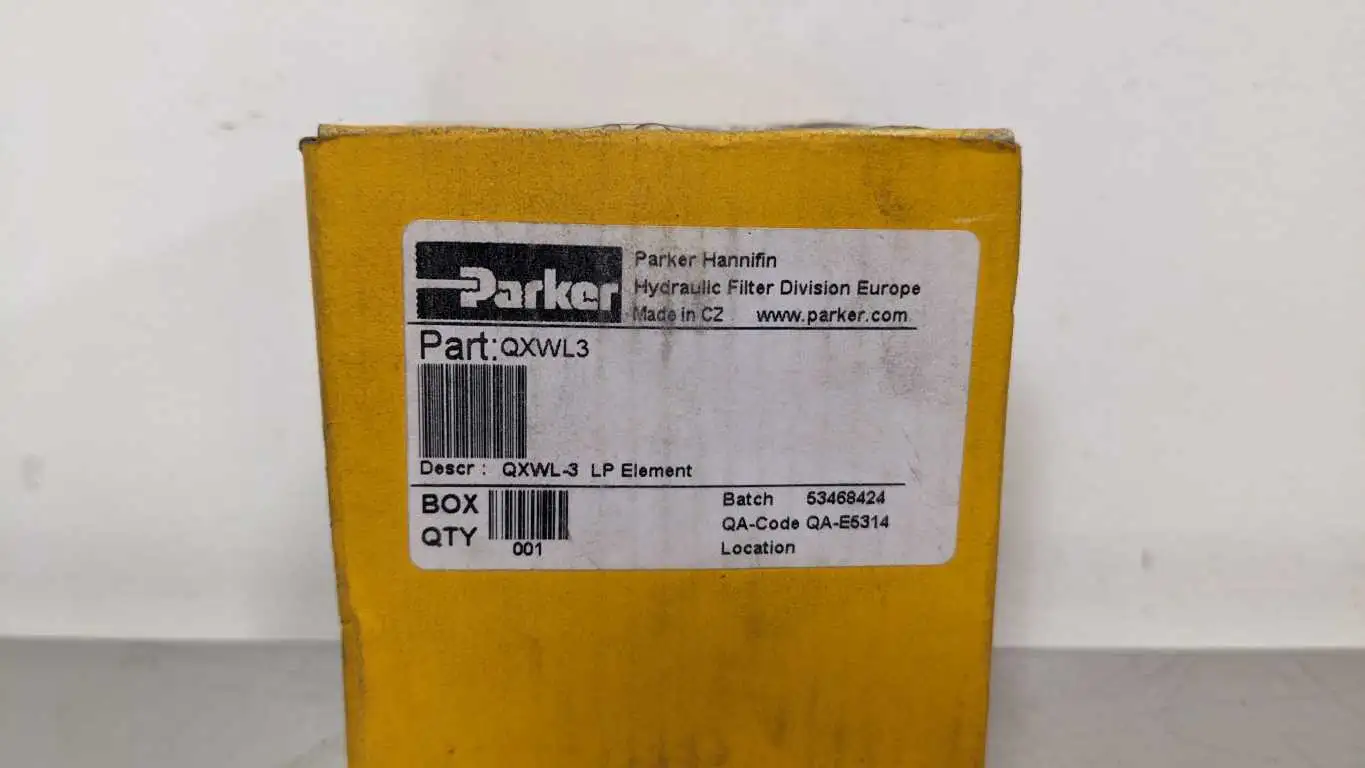 Parker
Parker Hannifin
Hydraulic Filter Division Europe
Made in CZ www.parker.com
Part: QXWL3
Descr : QXWL-3 LP Element
BOX
QTY
001
Batch 53468424
QA-Code QA-E5314
Location